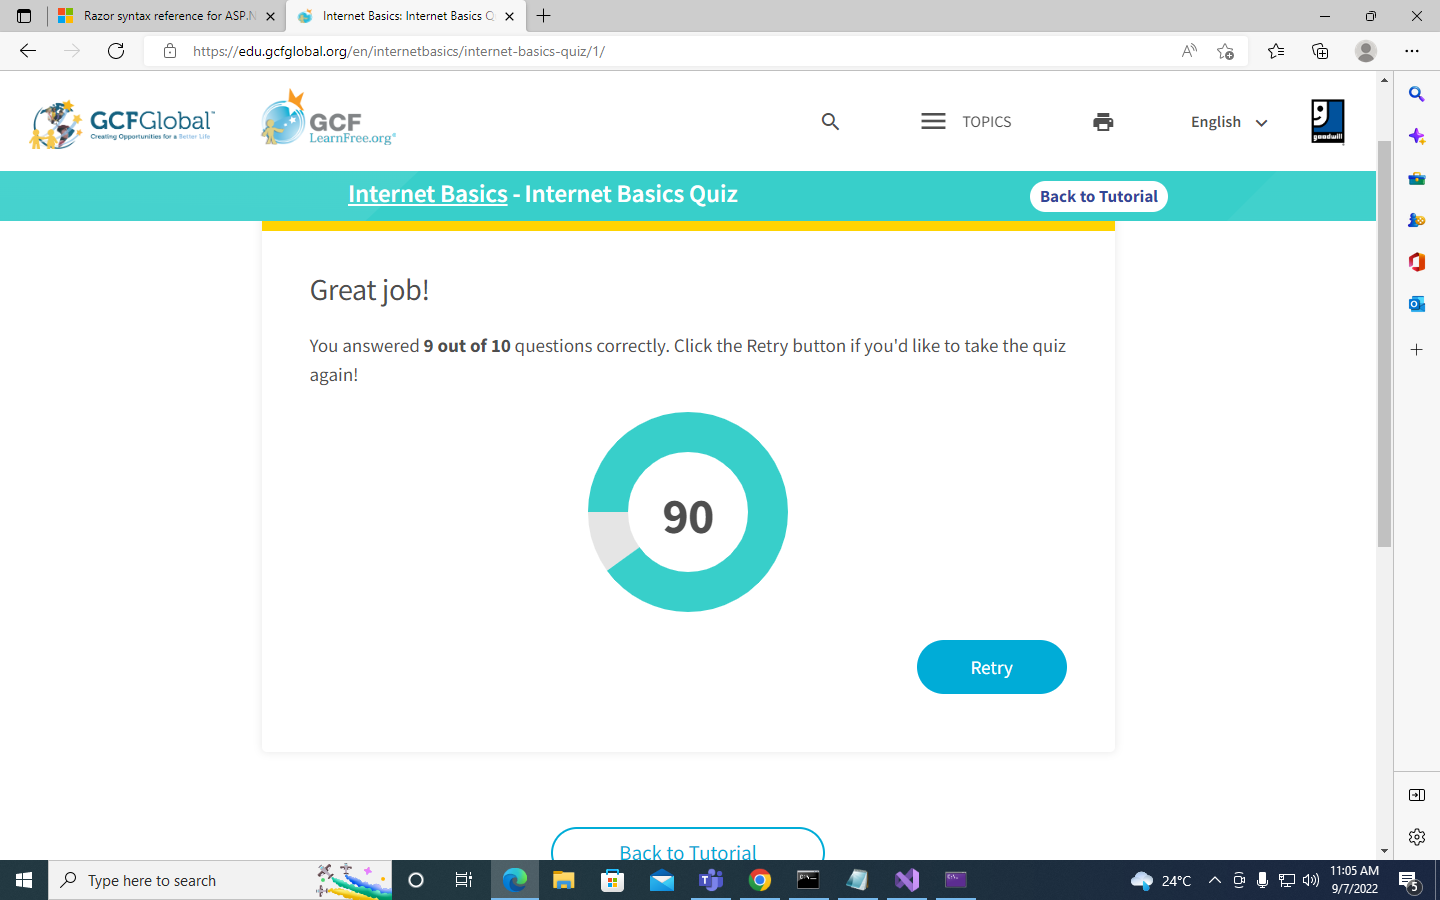 Razor syntax reference for ASP.N
Internet Basics: Internet Basics Q
https://edu.gcfglobal.org/en/internetbasics/internet-basics-quiz/1/
GCFGlobal
Creating Opportunities for a Better Life
GCF
LearnFree.org®
TOPICS
English
goodwill
Internet Basics - Internet Basics Quiz
Back to Tutorial
Great job!
You answered 9 out of 10 questions correctly. Click the Retry button if you'd like to take the quiz
again!
90
Retry
Back to Tutorial
Type here to search
24°C
11:05 AM
9/7/2022
5